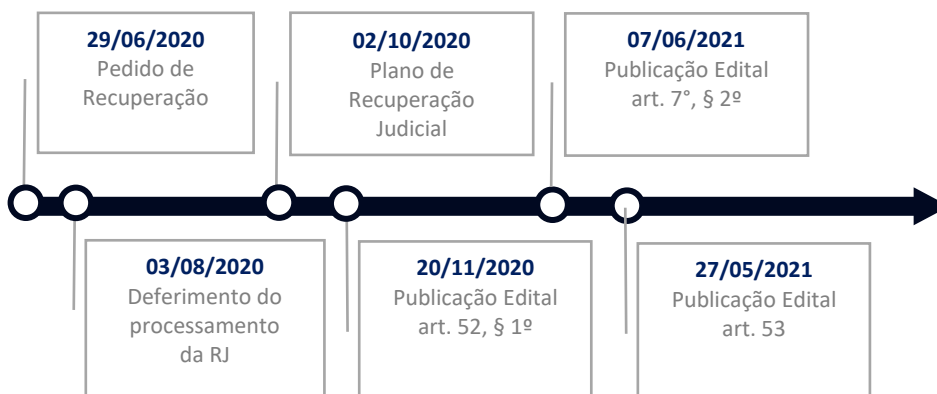 29/06/2020
Pedido de
Recuperação
02/10/2020
Plano de
Recuperação
Judicial
07/06/2021
Publicação Edital
art. 7°, § 2º
03/08/2020
Deferimento do
processamento
da RJ
20/11/2020
Publicação Edital
art. 52, § 1º
27/05/2021
Publicação Edital
art. 53